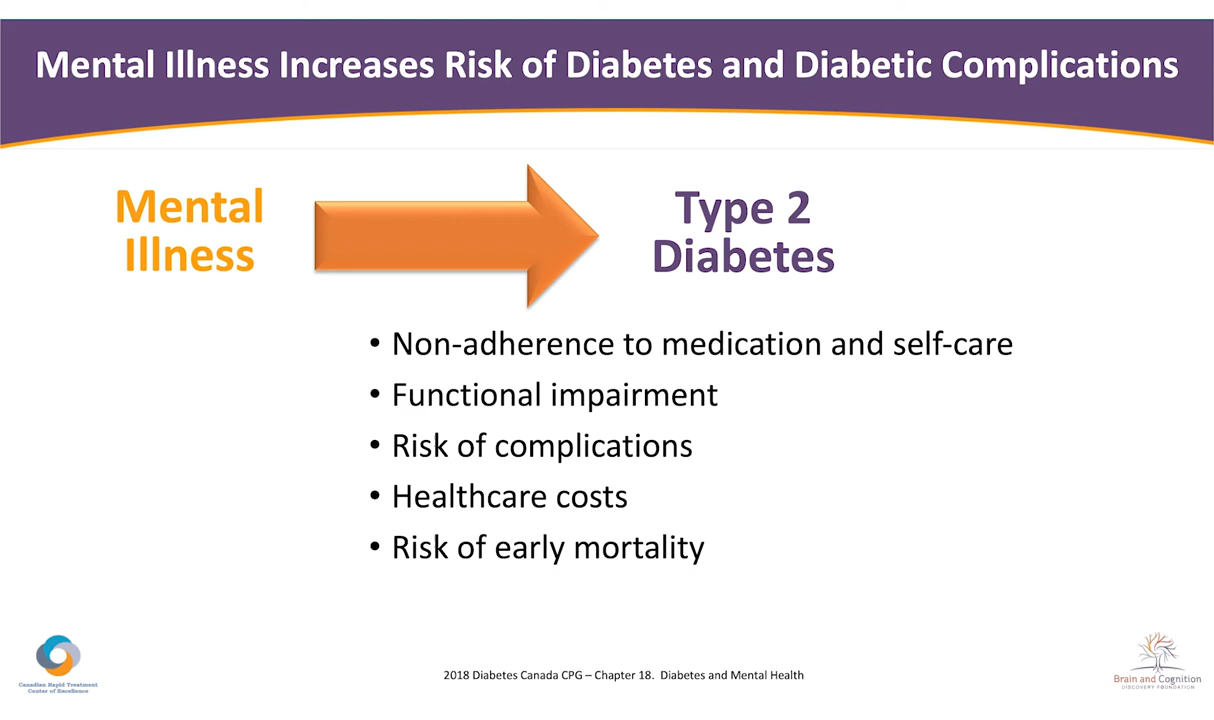 Mental Illness Increases Risk of Diabetes and Diabetic Complications
Mental
Illness
Type 2
Diabetes
• Non-adherence to medication and self-care
• Functional impairment
• Risk of complications
• Healthcare costs
• Risk of early mortality
Canadian Rapid Treatment
Center of Excellence
2018 Diabetes Canada CPG – Chapter 18. Diabetes and Mental Health
Brain and Cognition
DISCOVERY FOUNDATION